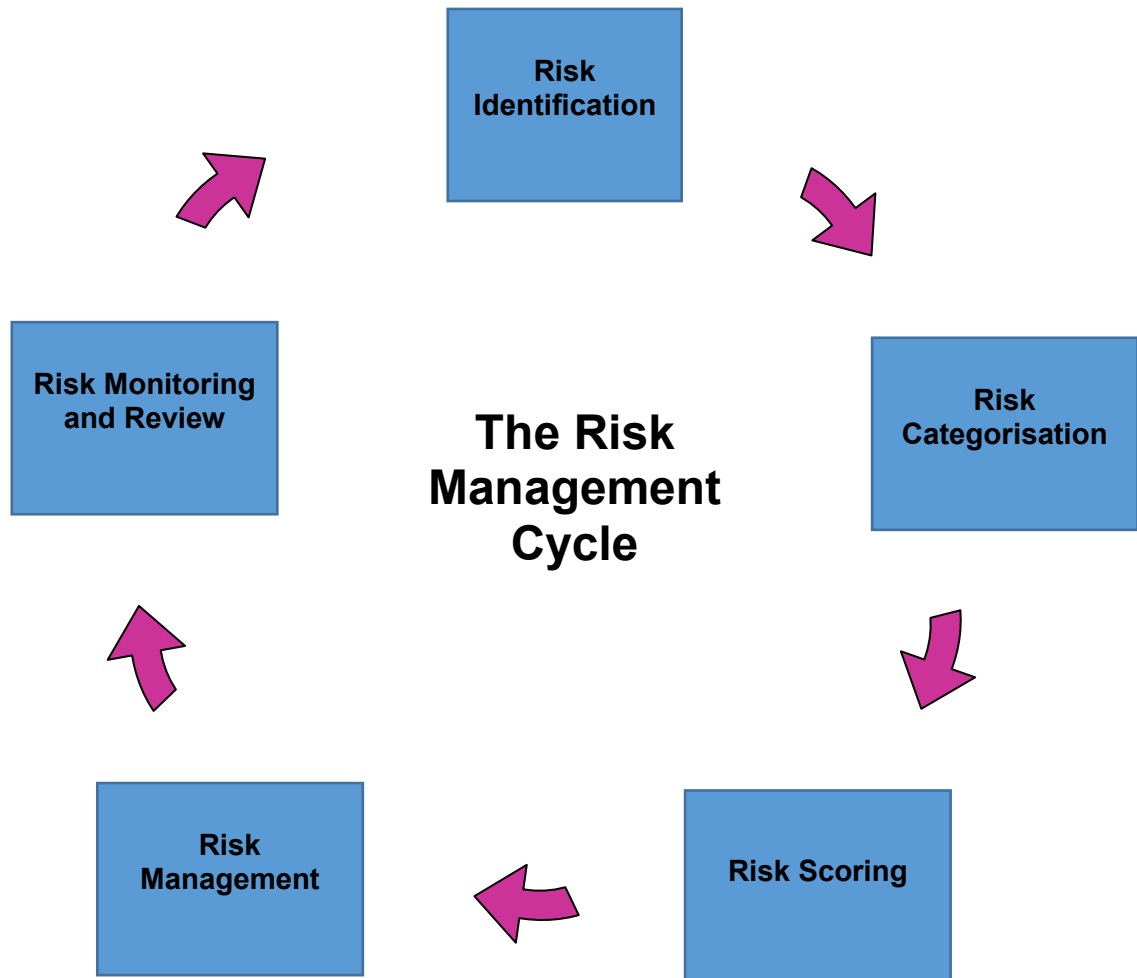 Risk
Identification
Risk Monitoring
and Review
The Risk
Management
Cycle
Risk
Categorisation
Risk
Management
Risk Scoring